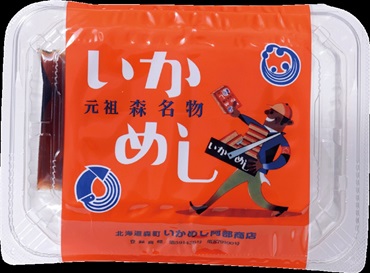 いか
元祖 森名物
めし
いかめし
北海道森町 いかめし阿部商店